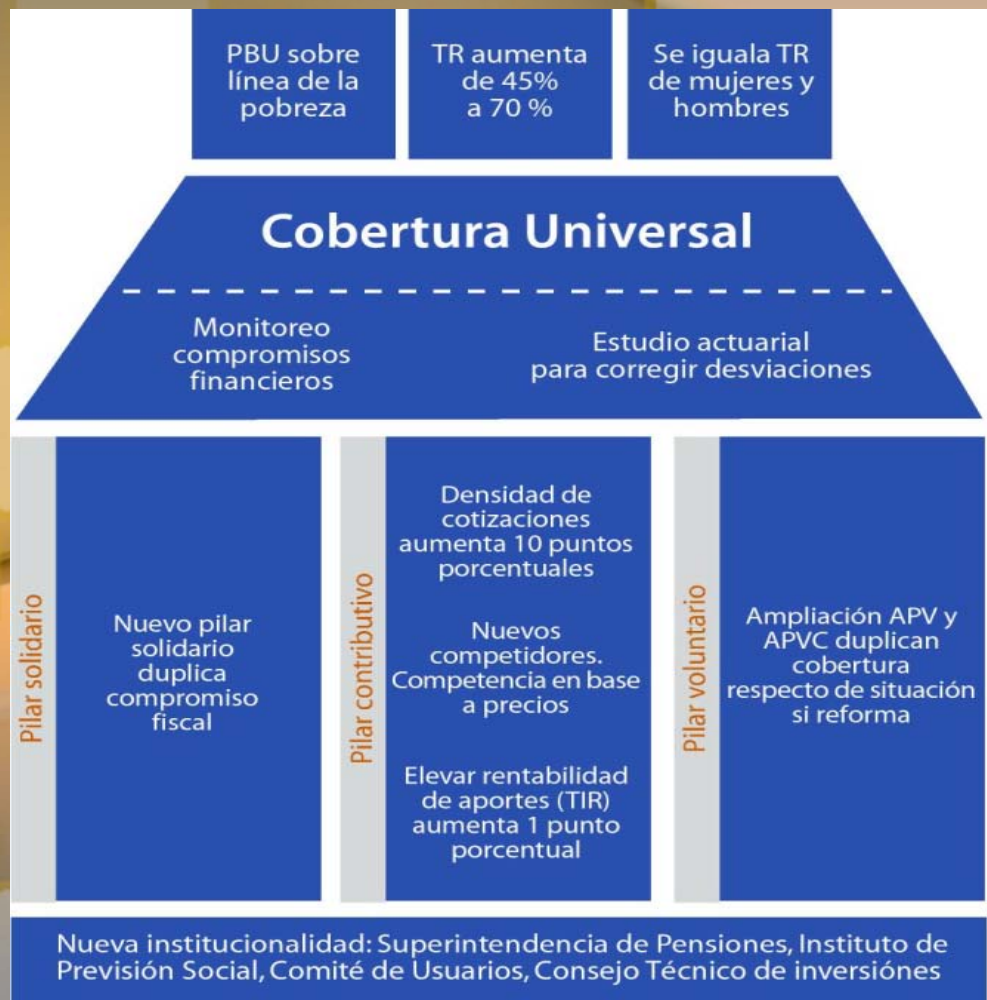 PBU sobre
línea de la
pobreza
TR aumenta
de 45%
a 70 %
Se iguala TR
de mujeres y
hombres
Cobertura Universal
Monitoreo
compromisos
financieros
Estudio actuarial
para corregir desviaciones
Pilar solidario
Nuevo pilar
solidario
duplica
compromiso
fiscal
Pilar contributivo
Densidad de
cotizaciones
aumenta 10 puntos
porcentuales
Nuevos
competidores.
Competencia en base
a precios
Elevar rentabilidad
de aportes (TIR)
aumenta 1 punto
porcentual
Pilar voluntario
Ampliación APV y
APVC duplican
cobertura
respecto de situación
si reforma
Nueva institucionalidad: Superintendencia de Pensiones, Instituto de
Previsión Social, Comité de Usuarios, Consejo Técnico de inversiónes